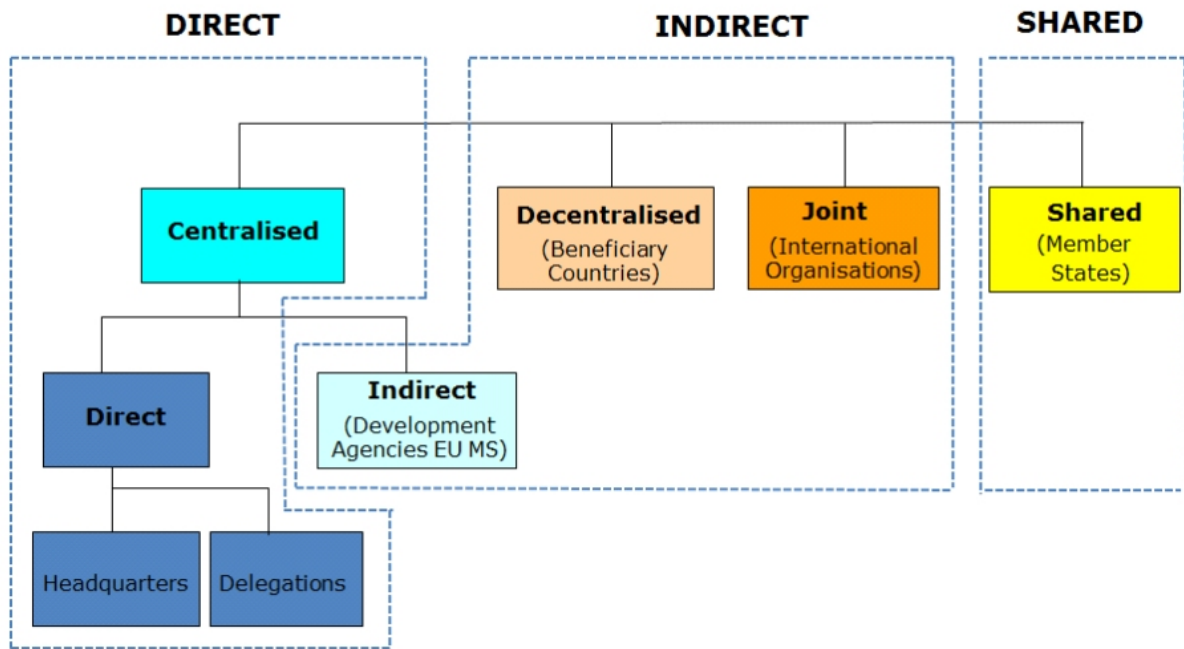 DIRECT
INDIRECT
SHARED
Centralised
Decentralised
(Beneficiary
Countries)
Joint
(International
Organisations)
Shared
(Member
States)
Direct
Indirect
(Development
Agencies EU MS)
Headquarters
Delegations